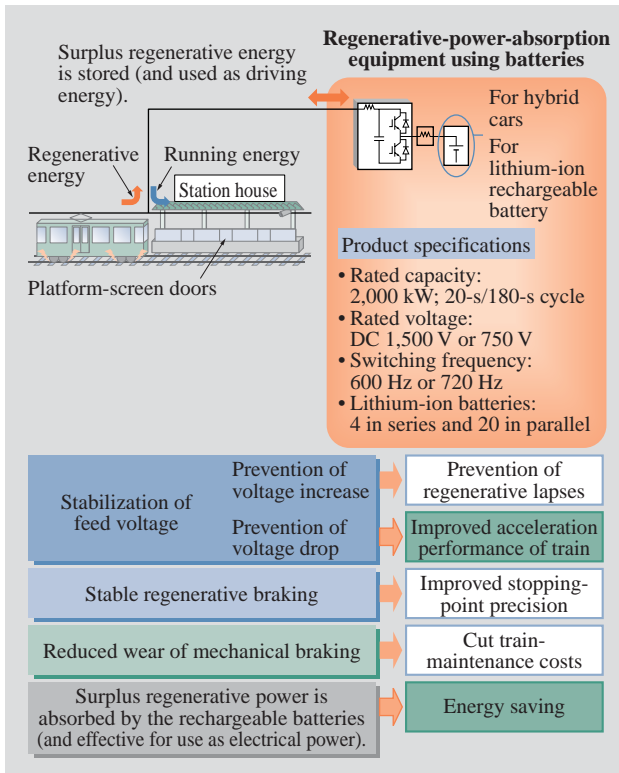 Surplus regenerative energy
is stored (and used as driving
energy).
Regenerative-power-absorption
equipment using batteries
For hybrid
cars
For
lithium-ion
rechargeable
battery
Regenerative
energy
Running energy
Station house
Platform-screen doors
Product specifications
• Rated capacity:
2,000 kW; 20-s/180-s cycle
• Rated voltage:
DC 1,500 V or 750 V
• Switching frequency:
600 Hz or 720 Hz
• Lithium-ion batteries:
4 in series and 20 in parallel
Stabilization of
feed voltage
Prevention of
voltage increase
Prevention of
regenerative lapses
Prevention of
voltage drop
Improved acceleration
performance of train
Stable regenerative braking
Improved stopping-
point precision
Reduced wear of mechanical braking
Cut train-
maintenance costs
Surplus regenerative power is
absorbed by the rechargeable batteries
(and effective for use as electrical power).
Energy saving